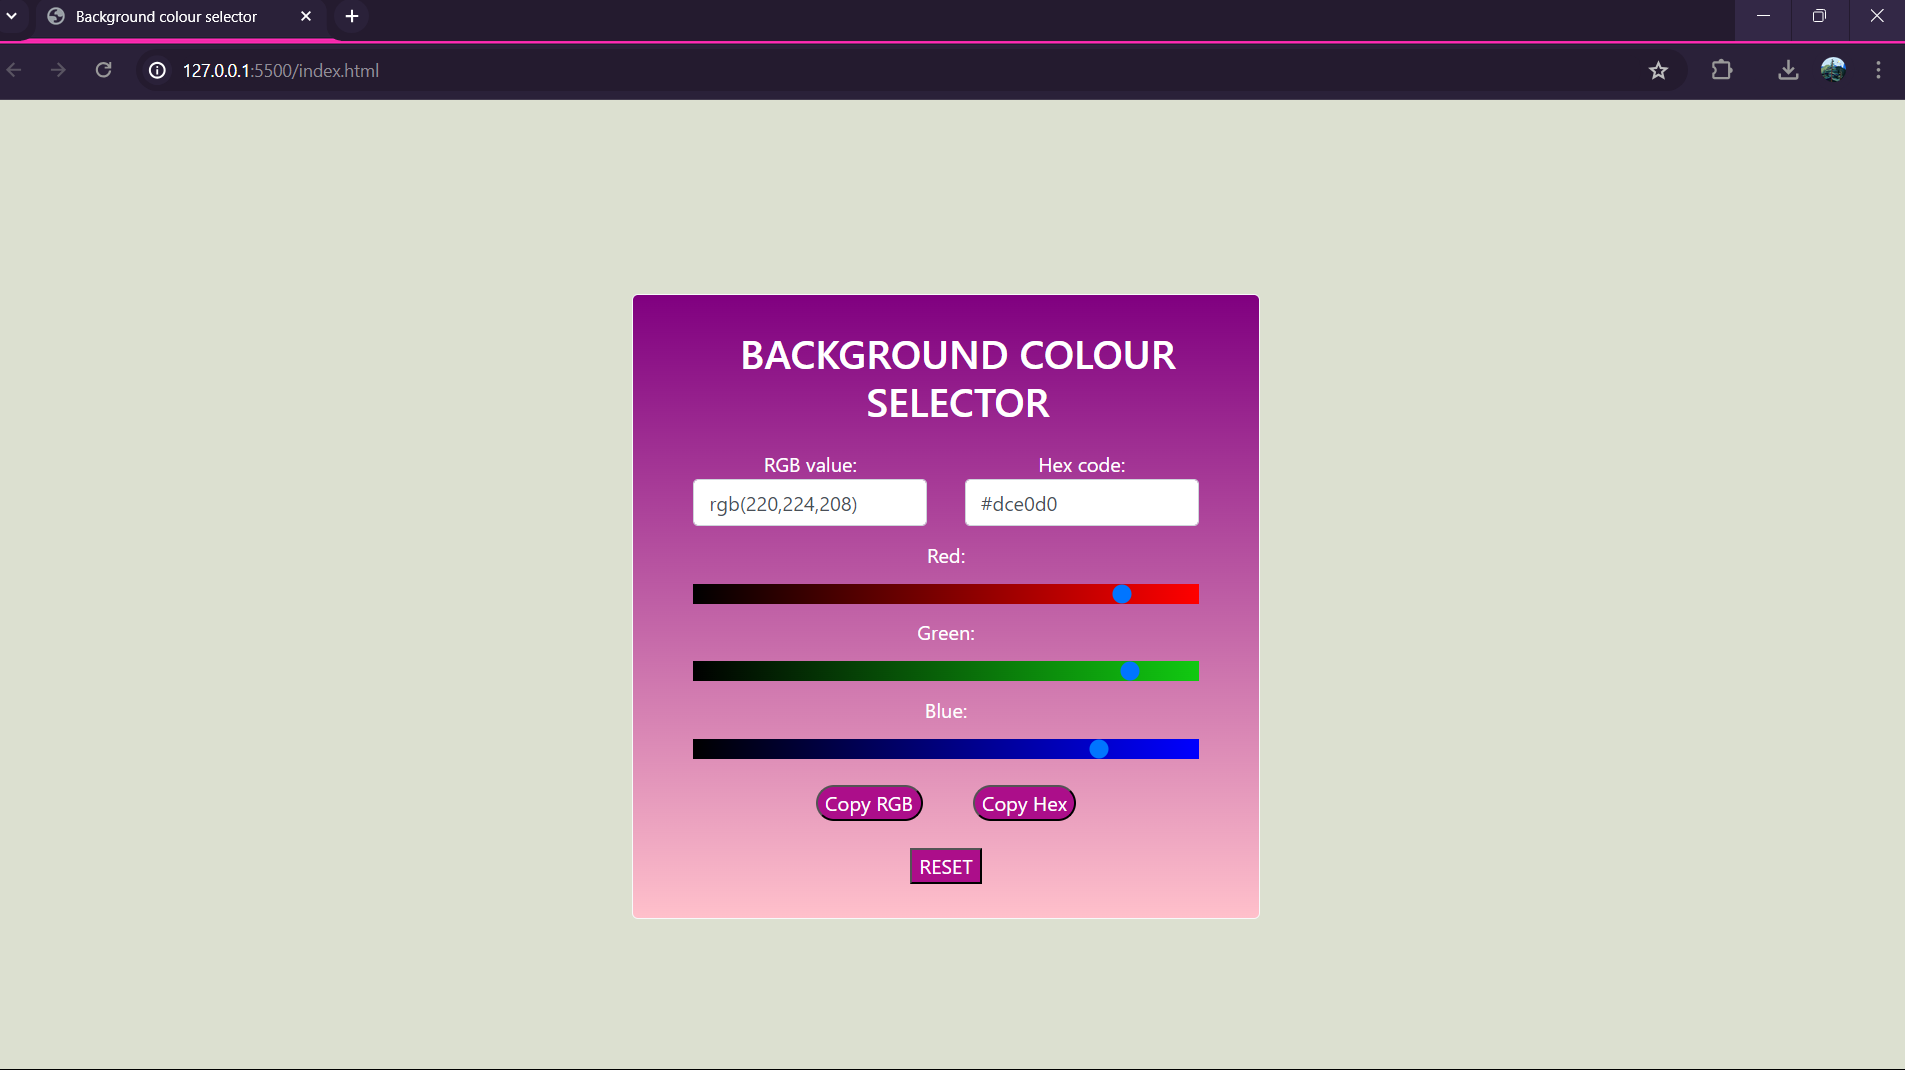 Background colour selector
127.0.0.1:5500/index.html
BACKGROUND COLOUR
SELECTOR
RGB value: Hex code:
rgb(220,224,208) #dce0d0
Red:
Green:
Blue:
Copy RGB Copy Hex
RESET